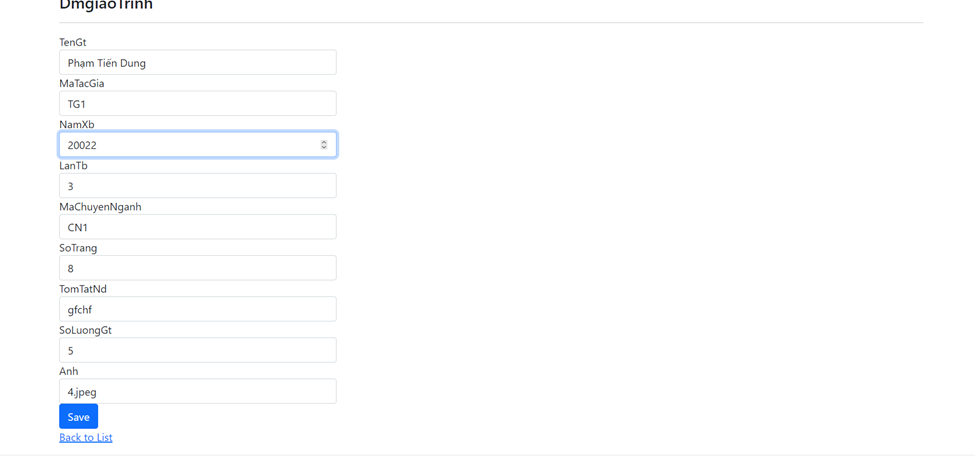 DmgiaoTrinh
TenGt
Phạm Tiến Dung
MaTacGia
TG1
NamXb
20022
LanTb
3
MaChuyenNganh
CN1
SoTrang
8
TomTatNd
gfchf
SoLuongGt
5
Anh
4.jpeg
Save
Back to List